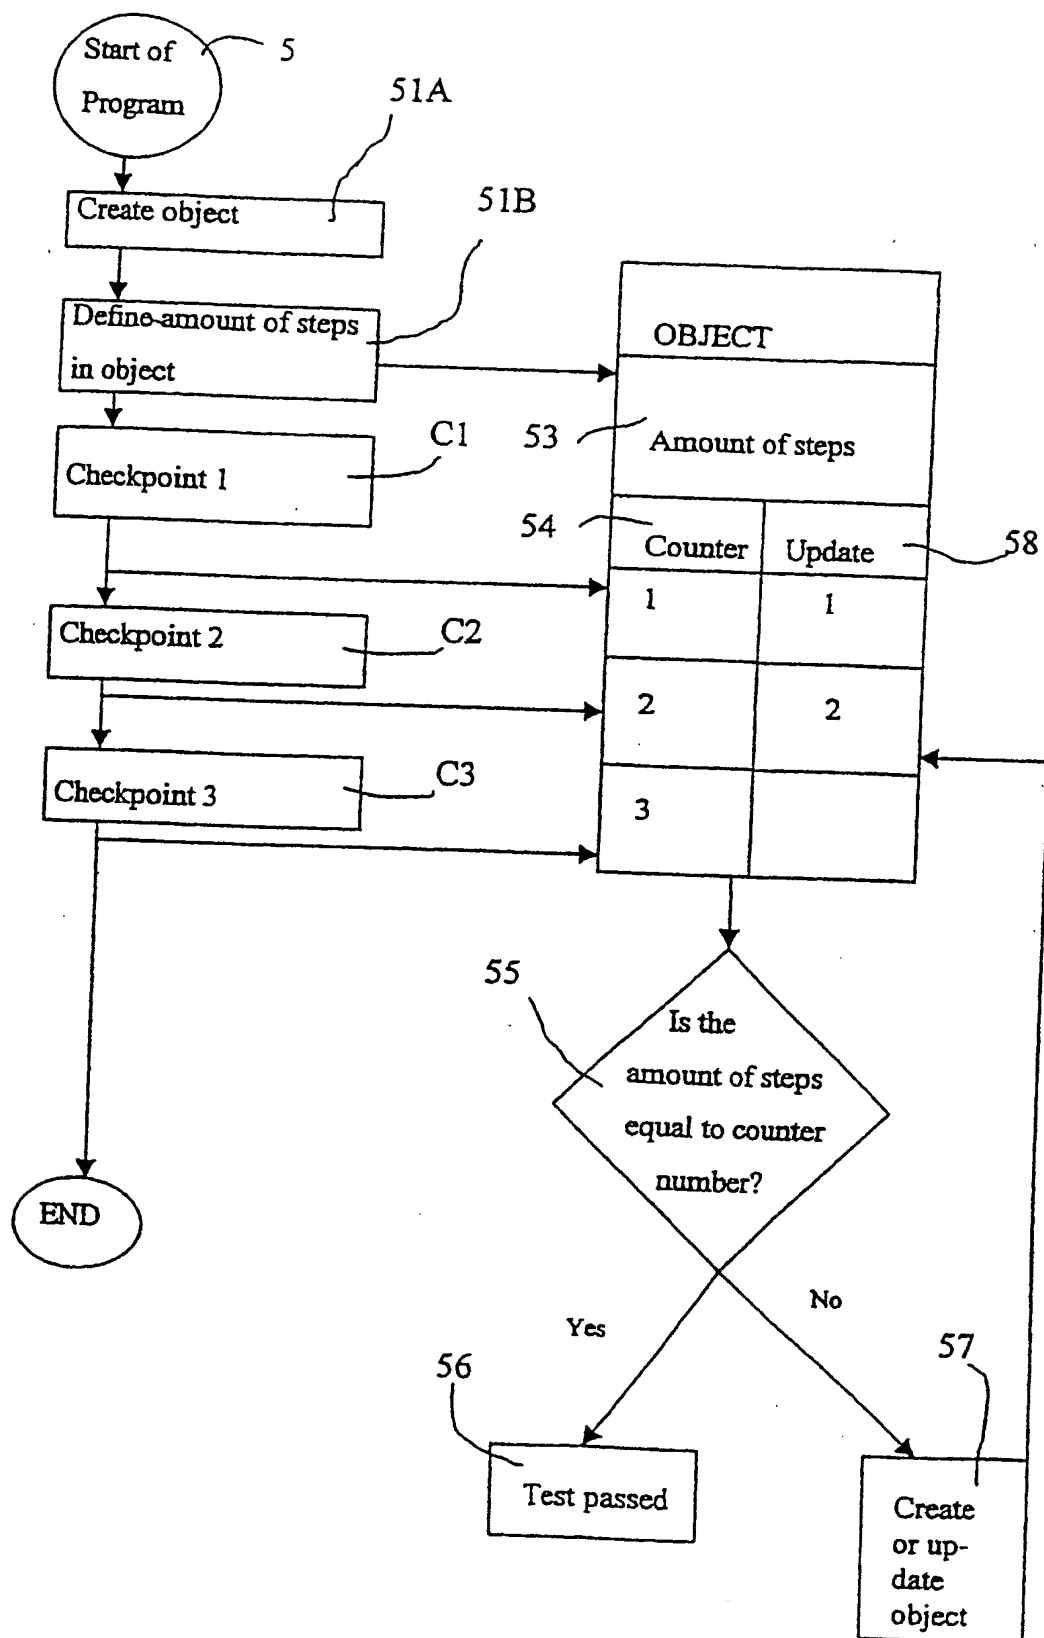 Start of
Program
5
51A
Create object
51B
Define amount of steps
in object
OBJECT
53
Amount of steps
C1
Checkpoint 1
54
Counter
Update
58
1
1
C2
Checkpoint 2
2
2
C3
Checkpoint 3
3
55
Is the
amount of steps
equal to counter
number?
END
Yes
No
56
57
Test passed
Create
or up-
date
object